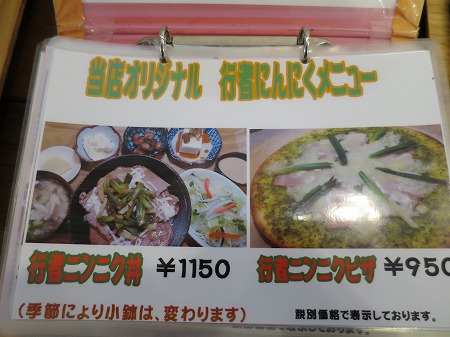 当店オリジナル 行者にんにくメニュー
行者ニンニク丼 ¥1150
行者ニンニクピザ ¥950
(季節により小鉢は、変わります)
税別価格で表示しております。